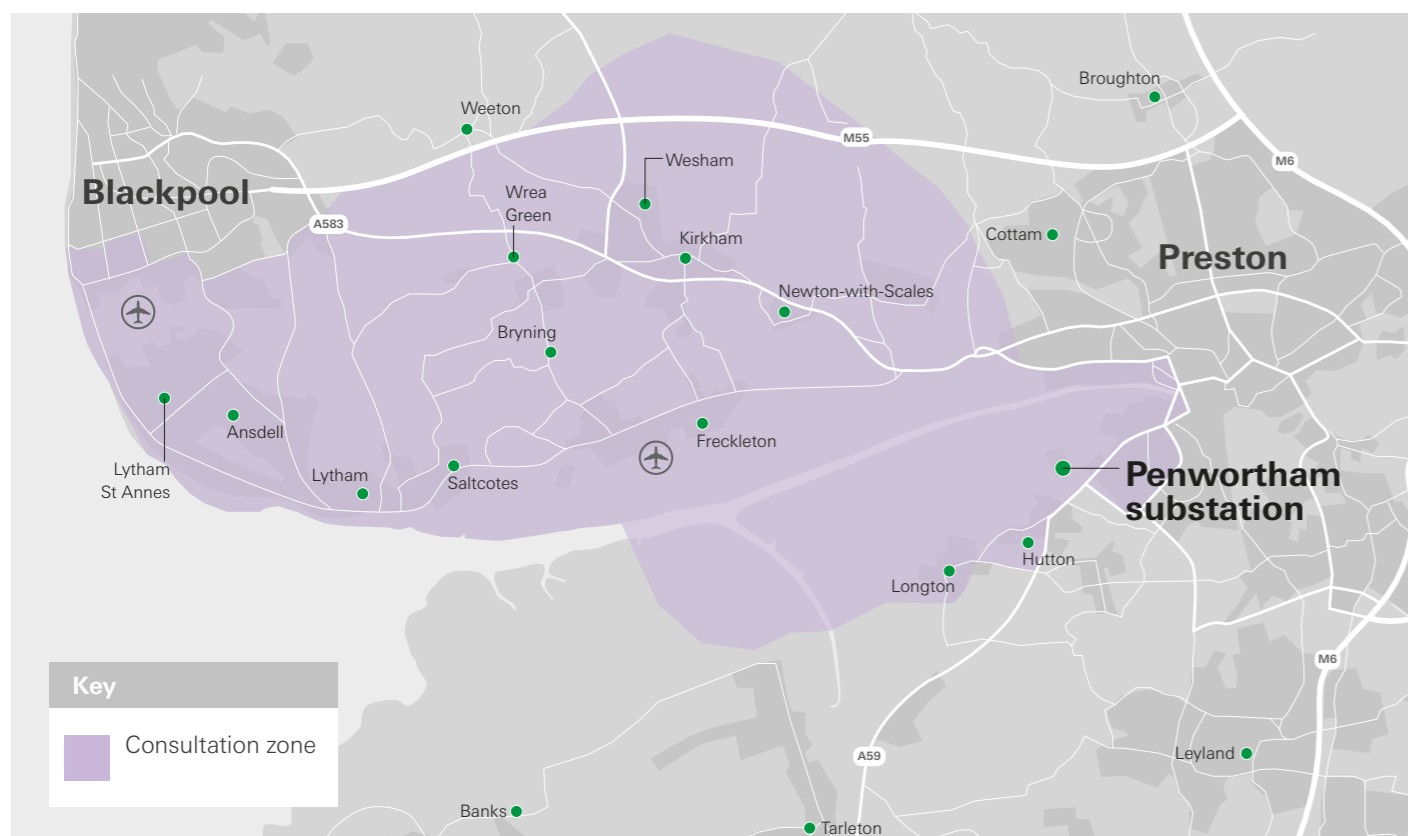 Broughton
Weeton
M55
M6
Wesham
Blackpool
Wrea
Green
A583
Kirkham
Cottam
Preston
Newton-with-Scales
Bryning
Ansdell
Freckleton
Lytham
St Annes
Lytham
Saltcotes
Penwortham
substation
Hutton
Longton
Key
Consultation zone
M6
A59
Leyland
Banks
Tarleton